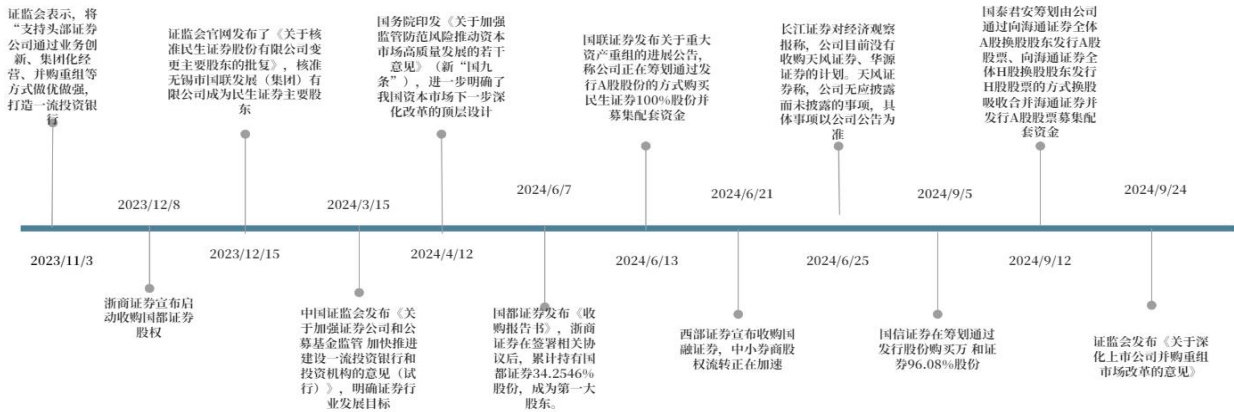 证监会表示，将
“支持头部证券
公司通过业务创
新、集团化经
营、并购重组等
方式做优做强，
打造一流投资银
行
2023/11/3
2023/12/8
浙商证券宣布启
动收购国都证券
股权
证监会官网发布了《关于核
准民生证券股份有限公司变
更主要股东的批复》，核准
无锡市国联发展（集团）有
限公司成为民生证券主要股
东
2023/12/15
2024/3/15
中国证监会发布《关
于加强证券公司和公
募基金监管 加快推进
建设一流投资银行和
投资机构的意见（试
行）》，明确证券行
业发展目标
国务院印发《关于加强
监管防范风险推动资本
市场高质量发展的若干
意见》（新“国九
条”），进一步明确了
我国资本市场下一步深
化改革的顶层设计
2024/4/12
2024/6/7
国都证券发布《收
购报告书》，浙商
证券在签署相关协
议后，累计持有国
都证券34.2546%
股份，成为第一大
股东。
国联证券发布关于重大
资产重组的进展公告，
称公司正在筹划通过发
行A股股份的方式购买
民生证券100%股份并
募集配套资金
2024/6/13
2024/6/21
西部证券宣布收购国
融证券，中小券商股
权流转正在加速
长江证券对经济观察
报称，公司目前没有
收购天风证券、华源
证券的计划。天风证
券称，公司无应披露
而未披露的事项，具
体事项以公司公告为
准
2024/6/25
2024/9/5
国信证券在筹划通过
发行股份购买万 和证
券96.08%股份
国泰君安筹划由公司
通过向海通证券全体
A股换股股东发行A股
股票、向海通证券全
体H股换股股东发行
H股股票的方式换股
吸收合并海通证券并
发行A股股票募集配
套资金
2024/9/12
2024/9/24
证监会发布《关于深
化上市公司并购重组
市场改革的意见》